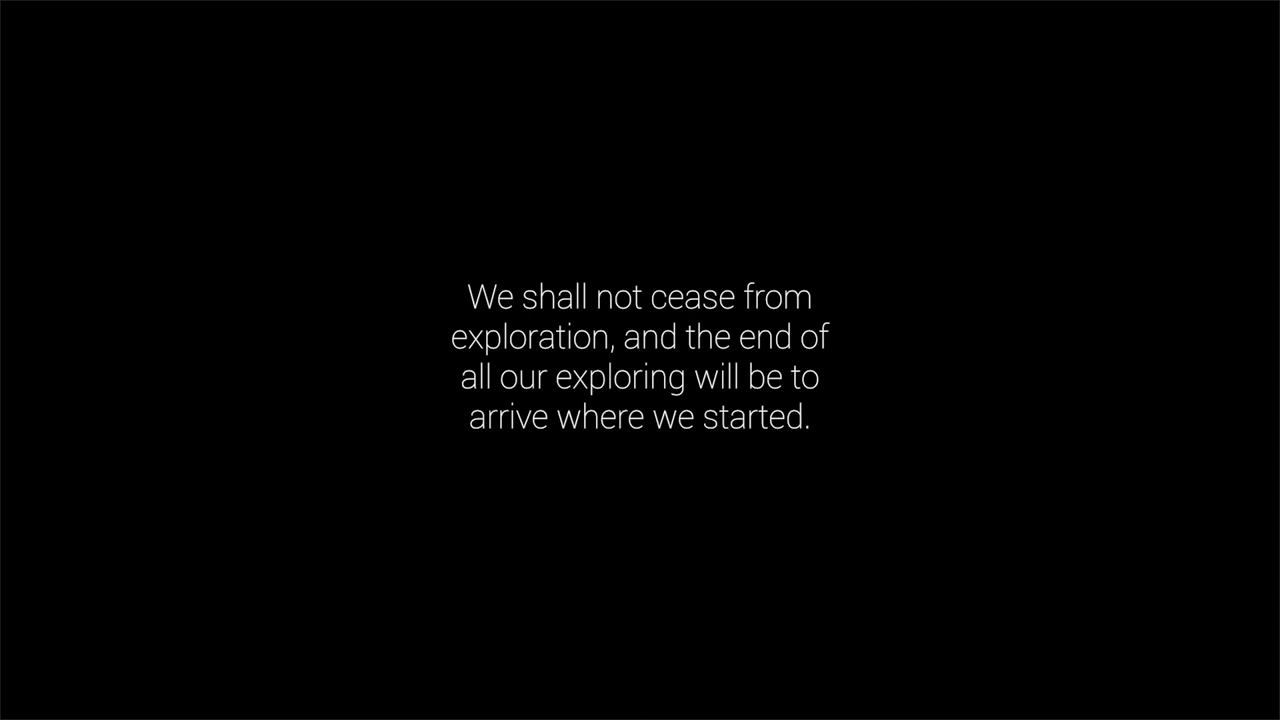 We shall not cease from
exploration, and the end of
all our exploring will be to
arrive where we started.